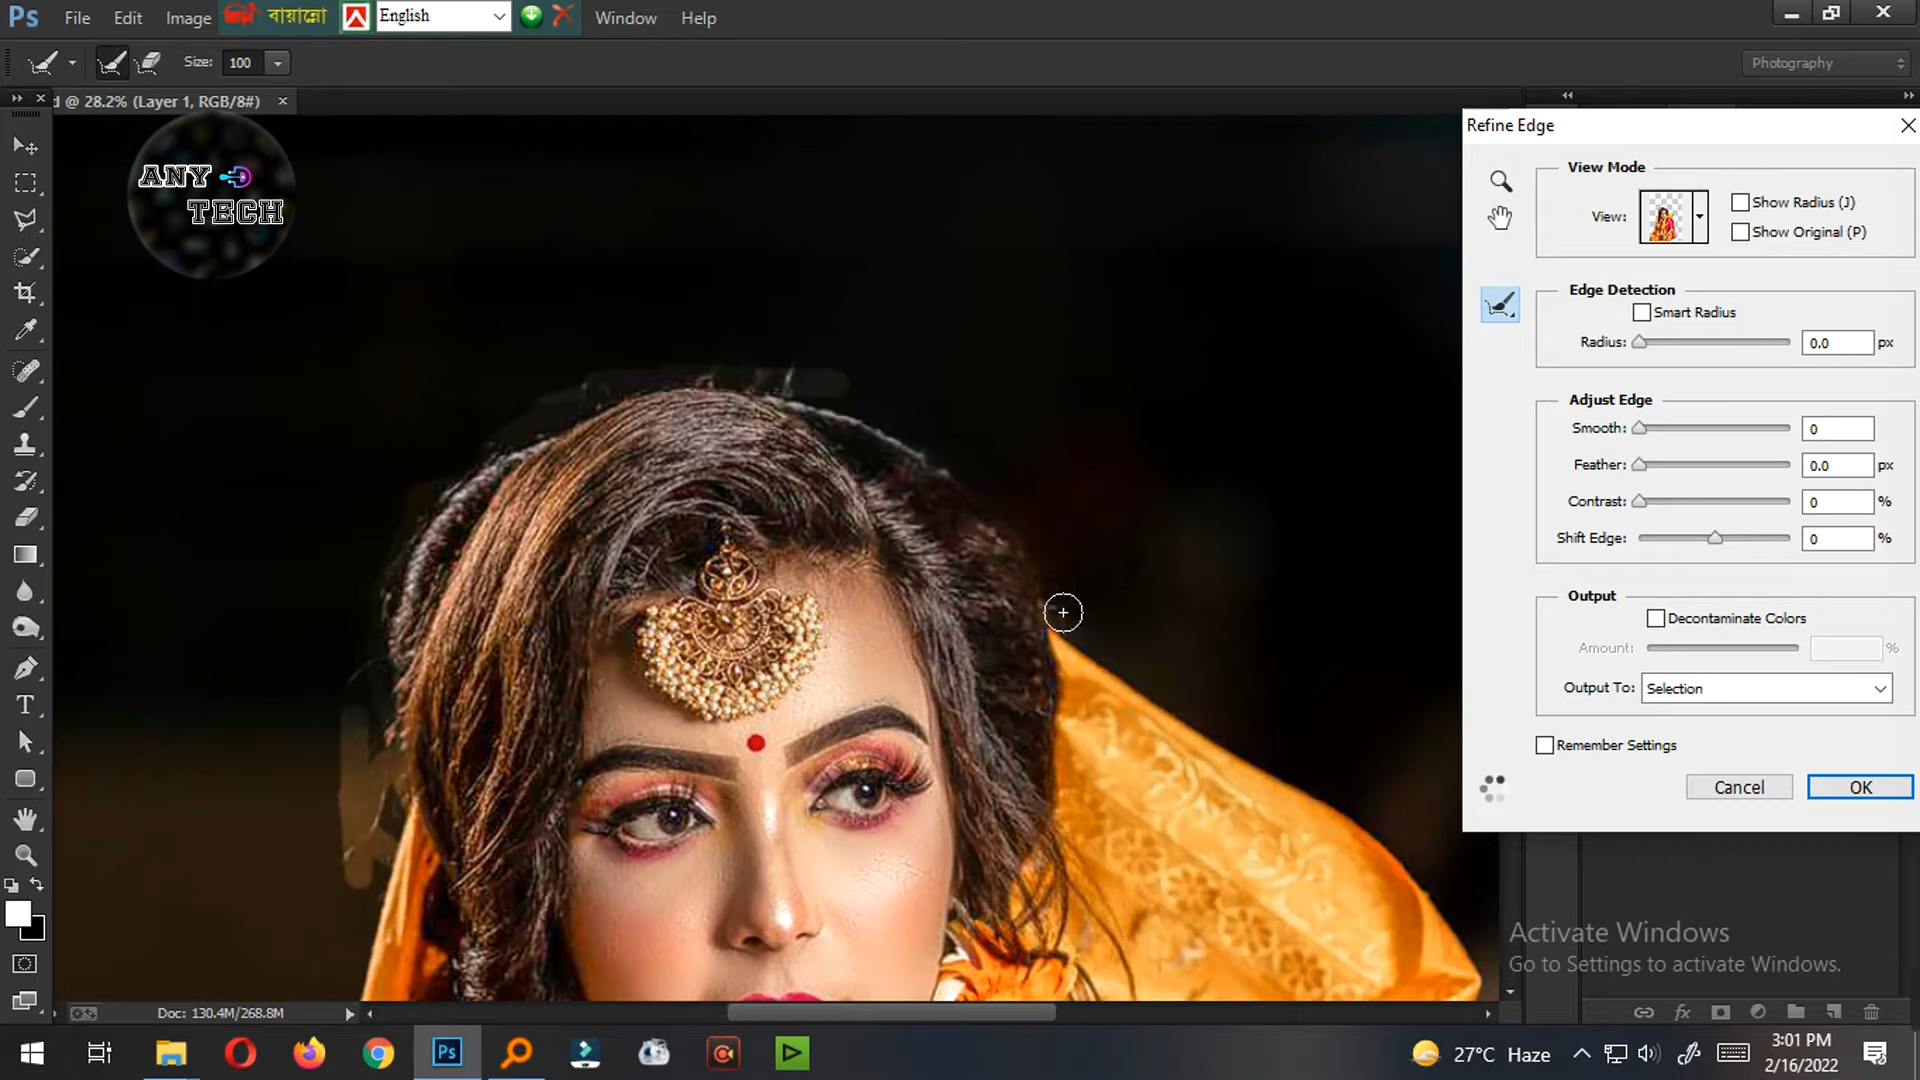 Ps File Edit Image বায়ান্নো English Window Help
Size: 100 Photography
d @ 28.2% (Layer 1, RGB/8#)
ANY
TECH
Refine Edge
View Mode
View: Show Radius (J)
Show Original (P)
Edge Detection
Smart Radius
Radius: 0.0 px
Adjust Edge
Smooth: 0
Feather: 0.0 px
Contrast: 0 %
Shift Edge: 0 %
Output
Decontaminate Colors
Amount: %
Output To: Selection
Remember Settings
Cancel OK
Activate Windows
Go to Settings to activate Windows.
T
Doc: 130.4M/268.8M
fx
Ps 27°C Haze 3:01 PM
2/16/2022